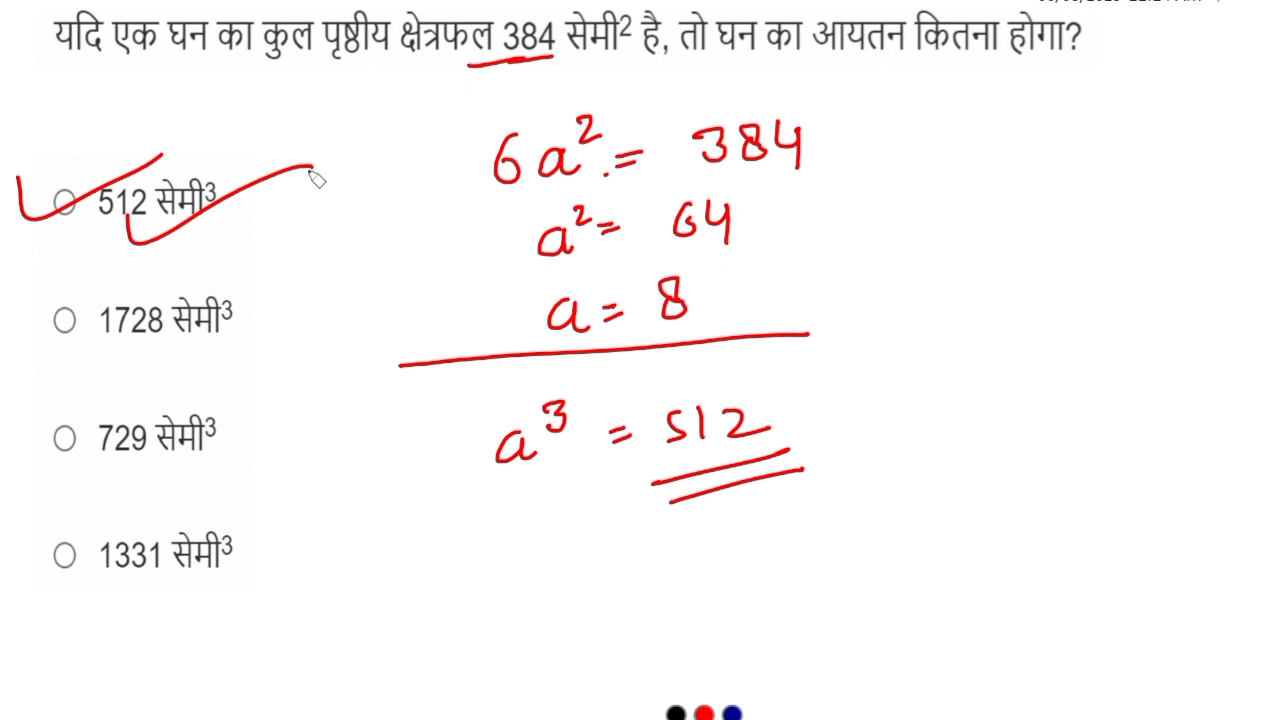 यदि एक घन का कुल पृष्ठीय क्षेत्रफल 384 सेमी² है, तो घन का आयतन कितना होगा?
6a² = 384
512 सेमी³
a² = 64
1728 सेमी³
a = 8
729 सेमी³
a³ = 512
1331 सेमी³